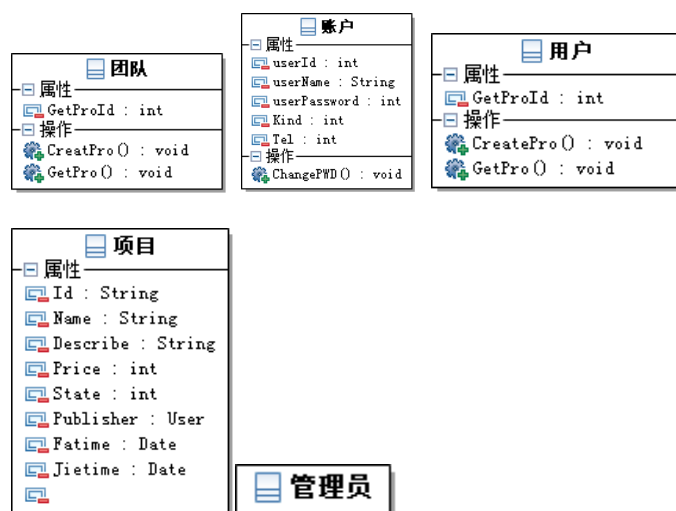 团队
属性
GetProId : int
操作
CreatPro() : void
GetPro() : void
账户
属性
userId : int
userName : String
userPassword : int
Kind : int
Tel : int
操作
ChangePWD() : void
用户
属性
GetProId : int
操作
CreatePro() : void
GetPro() : void
项目
属性
Id : String
Name : String
Describe : String
Price : int
State : int
Publisher : User
Fatime : Date
Jietime : Date
管理员